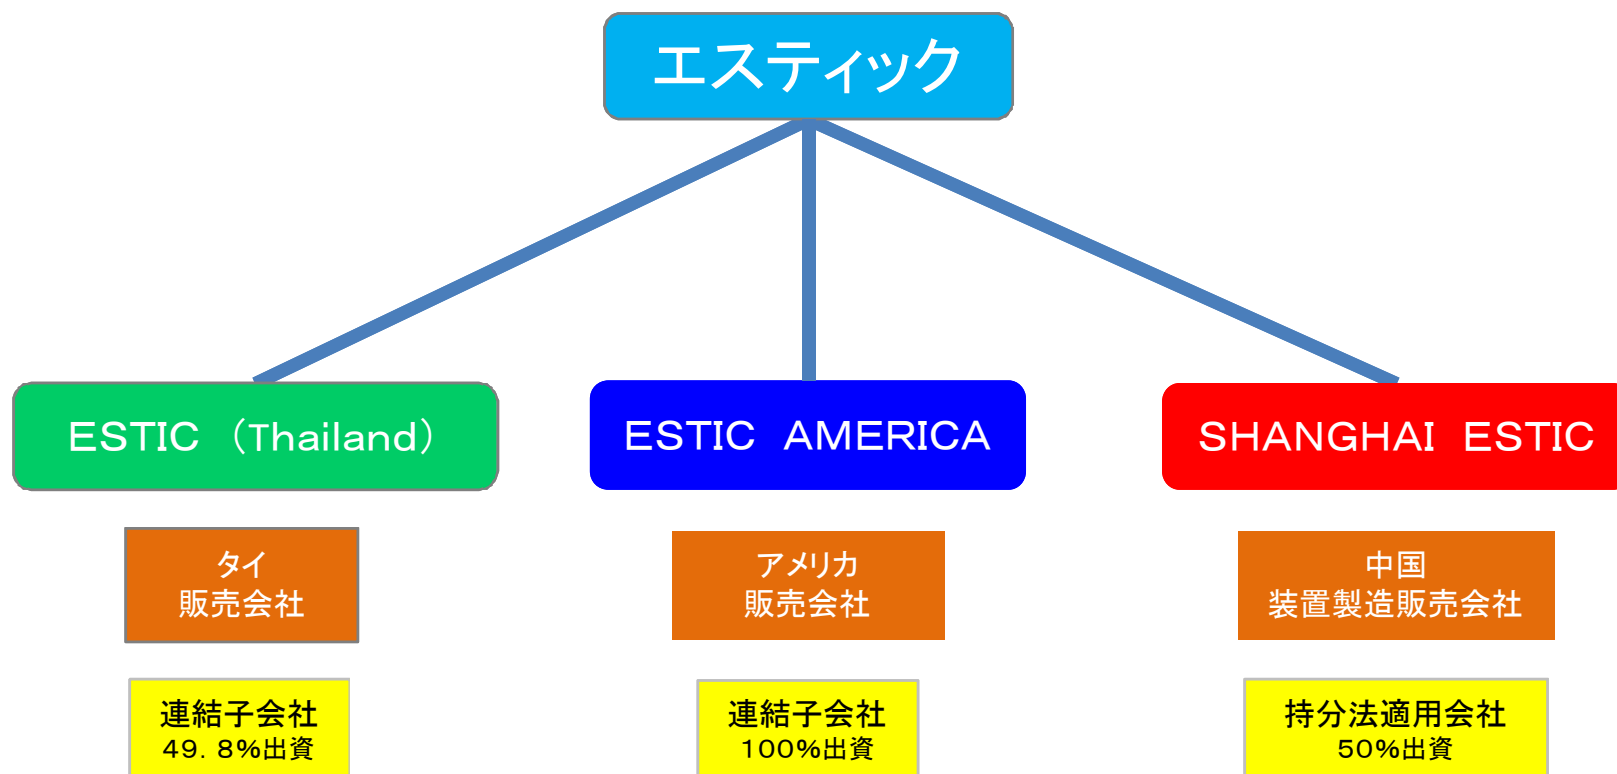 エスティック
ESTIC （Thailand）
ESTIC　AMERICA
SHANGHAI　ESTIC
タイ
販売会社
アメリカ
販売会社
中国
装置製造販売会社
連結子会社
49．8%出資
連結子会社
100%出資
持分法適用会社
50%出資